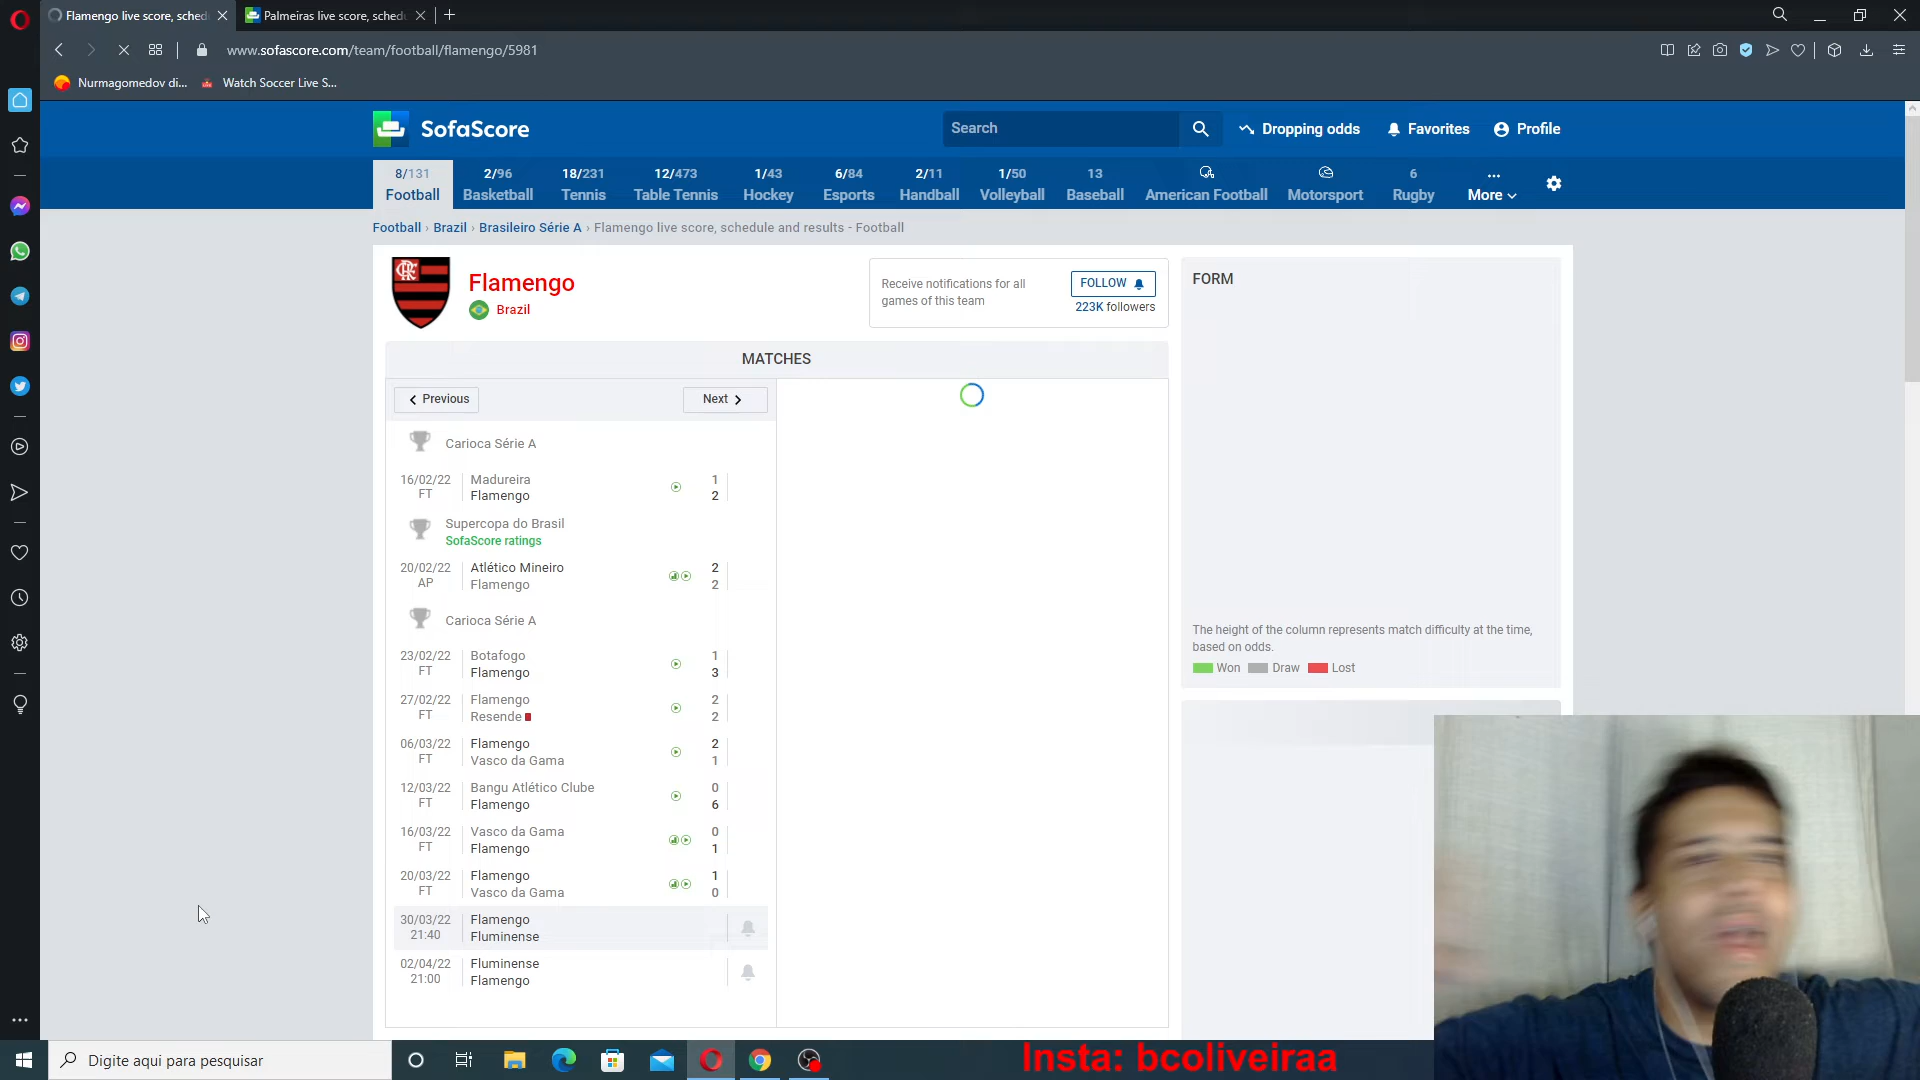 Flamengo live score, sched
Palmeiras live score, sched
www.sofascore.com/team/football/flamengo/5981
Nurmagomedov di...
Watch Soccer Live S...
SofaScore
Search
Dropping odds
Favorites
Profile
8/131
Football
2/96
Basketball
18/231
Tennis
12/473
Table Tennis
1/43
Hockey
6/84
Esports
2/11
Handball
1/50
Volleyball
13
Baseball
American Football
Motorsport
6
Rugby
More
Football › Brazil › Brasileiro Série A › Flamengo live score, schedule and results - Football
CR
Flamengo
Brazil
Receive notifications for all
games of this team
FOLLOW
223K followers
MATCHES
Previous
Next
Carioca Série A
16/02/22 Madureira 1
FT Flamengo 2
Supercopa do Brasil
SofaScore ratings
20/02/22 Atlético Mineiro 2
AP Flamengo 2
Carioca Série A
23/02/22 Botafogo 1
FT Flamengo 3
27/02/22 Flamengo 2
FT Resende 2
06/03/22 Flamengo 2
FT Vasco da Gama 1
12/03/22 Bangu Atlético Clube 0
FT Flamengo 6
16/03/22 Vasco da Gama 0
FT Flamengo 1
20/03/22 Flamengo 1
FT Vasco da Gama 0
30/03/22 Flamengo
21:40 Fluminense
02/04/22 Fluminense
21:00 Flamengo
FORM
The height of the column represents match difficulty at the time,
based on odds.
Won Draw Lost
Digite aqui para pesquisar
Insta: bcoliveiraa